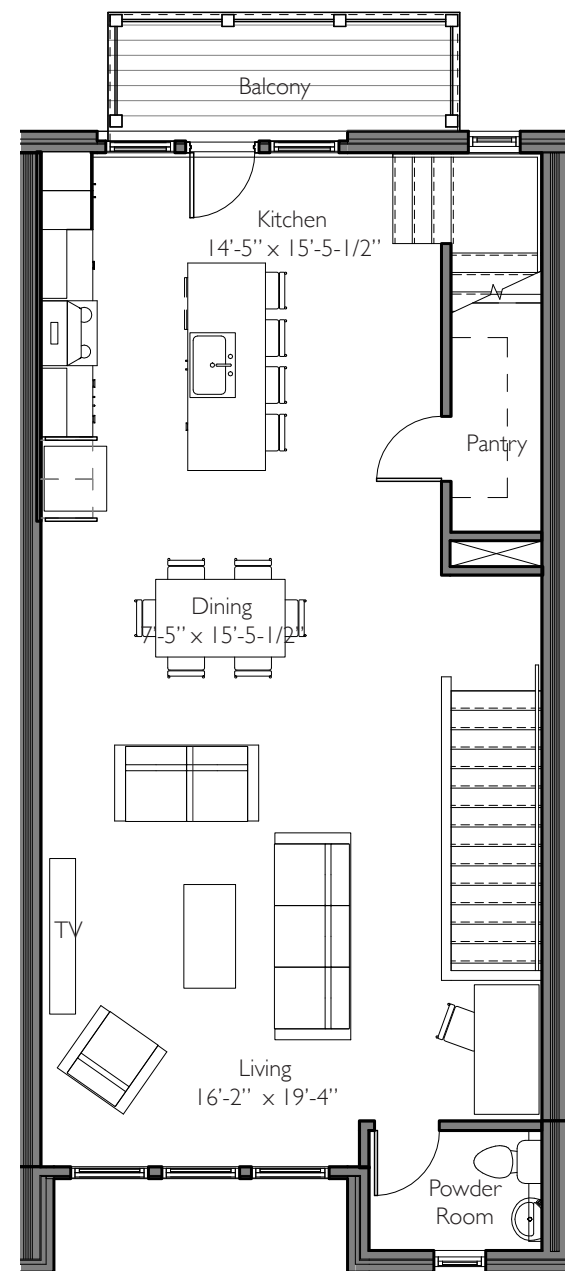 Balcony
Kitchen
14'-5" x 15'-5-1/2"
Pantry
Dining
7'-5" x 15'-5-1/2"
TV
Living
16'-2" x 19'-4"
Powder
Room